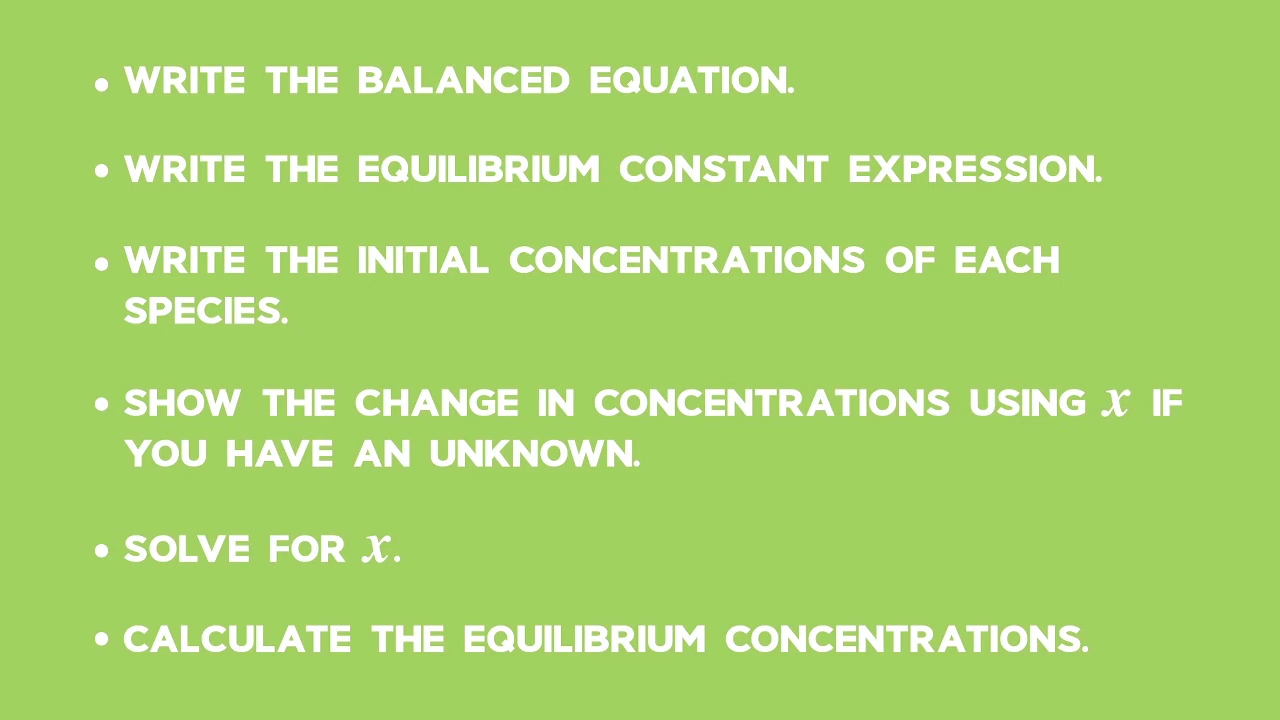 • WRITE THE BALANCED EQUATION.
• WRITE THE EQUILIBRIUM CONSTANT EXPRESSION.
• WRITE THE INITIAL CONCENTRATIONS OF EACH
SPECIES.
• SHOW THE CHANGE IN CONCENTRATIONS USING x IF
YOU HAVE AN UNKNOWN.
• SOLVE FOR x.
• CALCULATE THE EQUILIBRIUM CONCENTRATIONS.